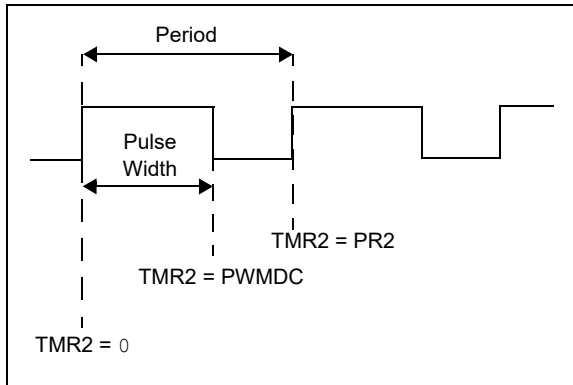 Period
Pulse
Width
TMR2 = PR2
TMR2 = PWMDC
TMR2 = 0